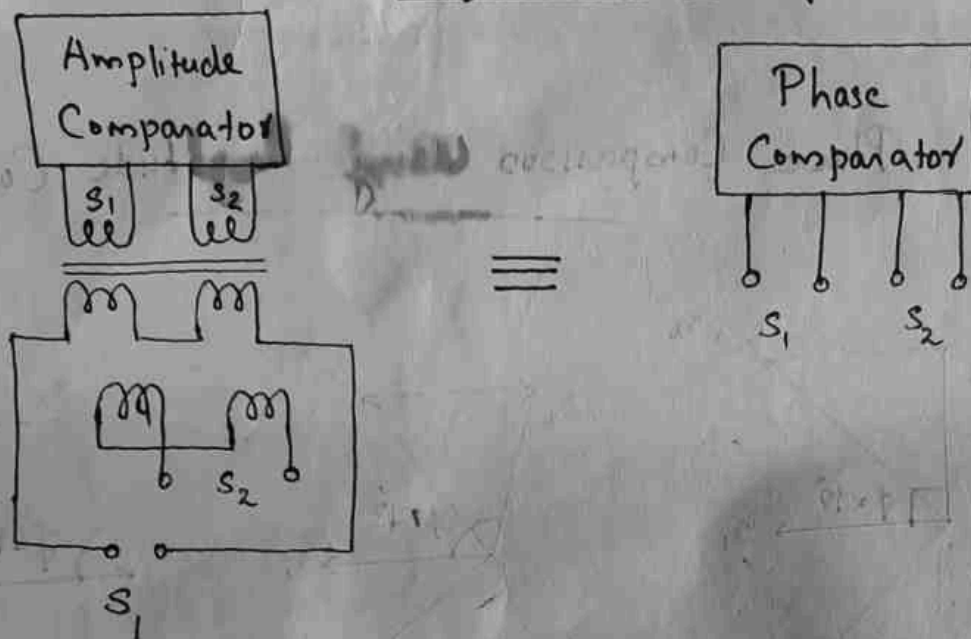 Amplitude
Comparator
S1 S2
S2
S1
Phase
Comparator
S1 S2